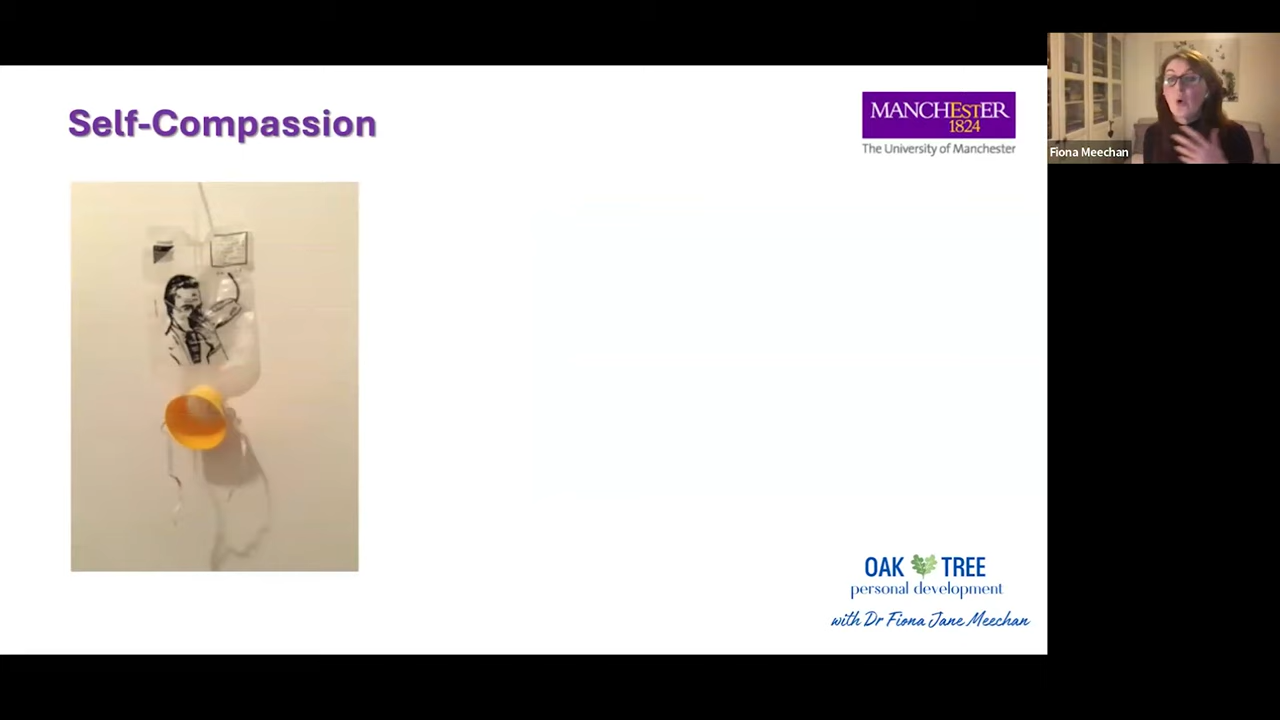 Self-Compassion
MANCHESTER
1824
The University of Manchester
Fiona Meechan
OAK TREE
personal development
with Dr Fiona Jane Meechan